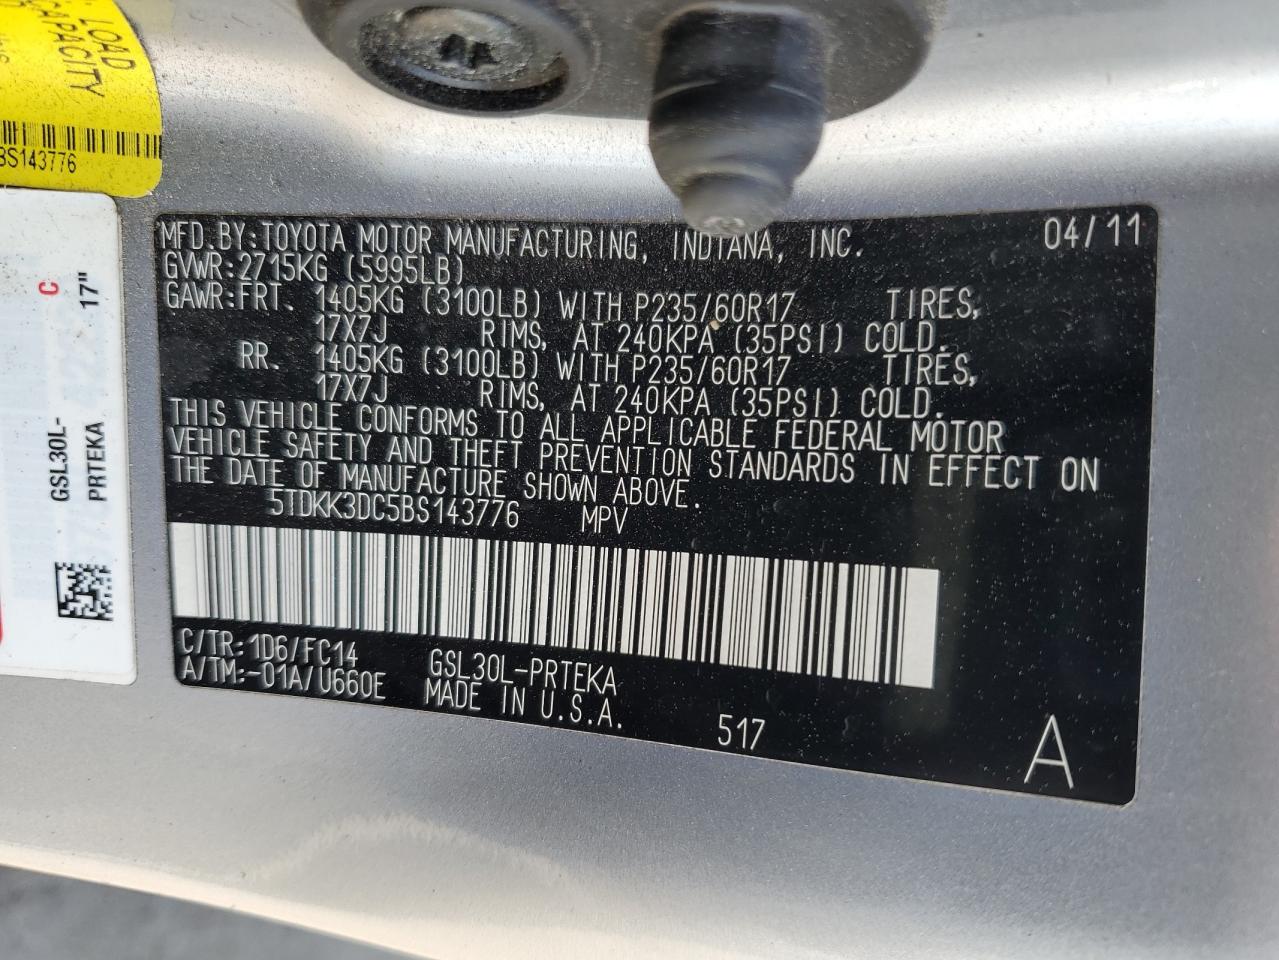 LOAD
CAPACITY
BS143776
C
17"
GSL30L-
PRTEKA
MFD.BY:TOYOTA MOTOR MANUFACTURING, INDIANA, INC. 04/11
GVWR:2715KG (5995LB)
GAWR:FRT. 1405KG (3100LB) WITH P235/60R17 TIRES,
17X7J RIMS, AT 240KPA (35PSI) COLD.
RR. 1405KG (3100LB) WITH P235/60R17 TIRES,
17X7J RIMS, AT 240KPA (35PSI) COLD.
THIS VEHICLE CONFORMS TO ALL APPLICABLE FEDERAL MOTOR
VEHICLE SAFETY AND THEFT PREVENTION STANDARDS IN EFFECT ON
THE DATE OF MANUFACTURE SHOWN ABOVE.
5TDKK3DC5BS143776 MPV
C/TR:1D6/FC14 GSL30L-PRTEKA
A/TM:-01A/U660E MADE IN U.S.A.
517
A